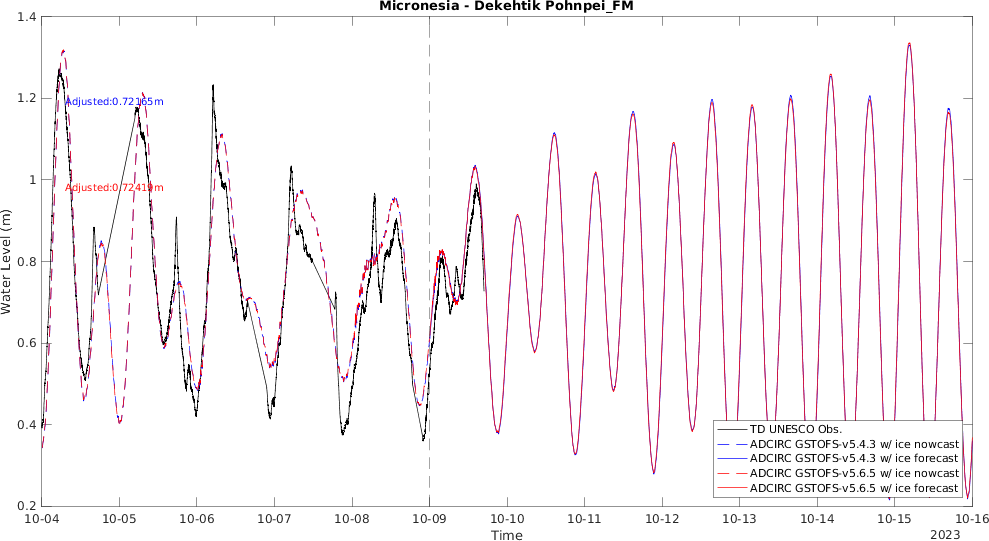 Micronesia - Dekehtik Pohnpei_FM
Water Level (m)
1.4
1.2
1
0.8
0.6
0.4
0.2
Adjusted:0.72165m
Adjusted:0.72419m
TD UNESCO Obs.
ADCIRC GSTOFS-v5.4.3 w/ ice nowcast
ADCIRC GSTOFS-v5.4.3 w/ ice forecast
ADCIRC GSTOFS-v5.6.5 w/ ice nowcast
ADCIRC GSTOFS-v5.6.5 w/ ice forecast
10-04 10-05 10-06 10-07 10-08 10-09 10-10 10-11 10-12 10-13 10-14 10-15 10-16
Time
2023